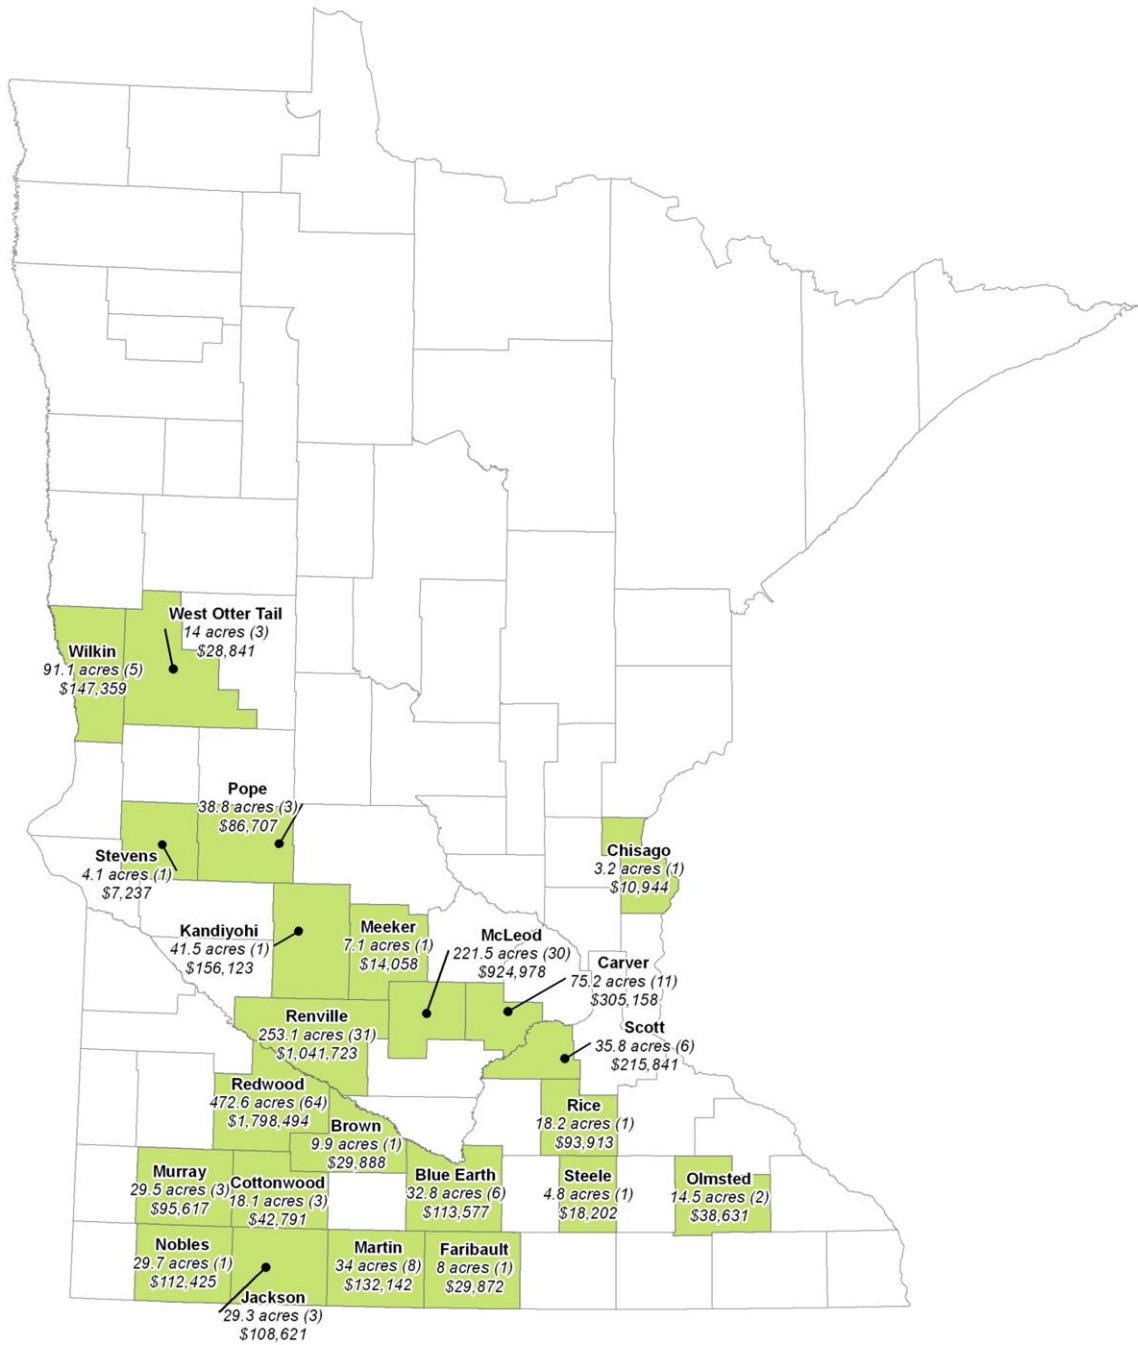 West Otter Tail
14 acres (3)
$28,841
Wilkin
91.1 acres (5)
$147,359
Pope
38.8 acres (3)
$86,707
Stevens
4.1 acres (1)
$7,237
Chisago
3.2 acres (1)
$10,944
Kandiyohi
41.5 acres (1)
$156,123
Meeker
7.1 acres (1)
$14,058
McLeod
221.5 acres (30)
$924,978
Carver
75.2 acres (11)
$305,158
Renville
253.1 acres (31)
$1,041,723
Scott
35.8 acres (6)
$215,841
Redwood
472.6 acres (64)
$1,798,494
Brown
9.9 acres (1)
$29,888
Rice
18.2 acres (1)
$93,913
Murray
29.5 acres (3)
$95,617
Cottonwood
18.1 acres (3)
$42,791
Blue Earth
32.8 acres (6)
$113,577
Steele
4.8 acres (1)
$18,202
Olmsted
14.5 acres (2)
$38,631
Nobles
29.7 acres (1)
$112,425
Jackson
29.3 acres (3)
$108,621
Martin
34 acres (8)
$132,142
Faribault
8 acres (1)
$29,872